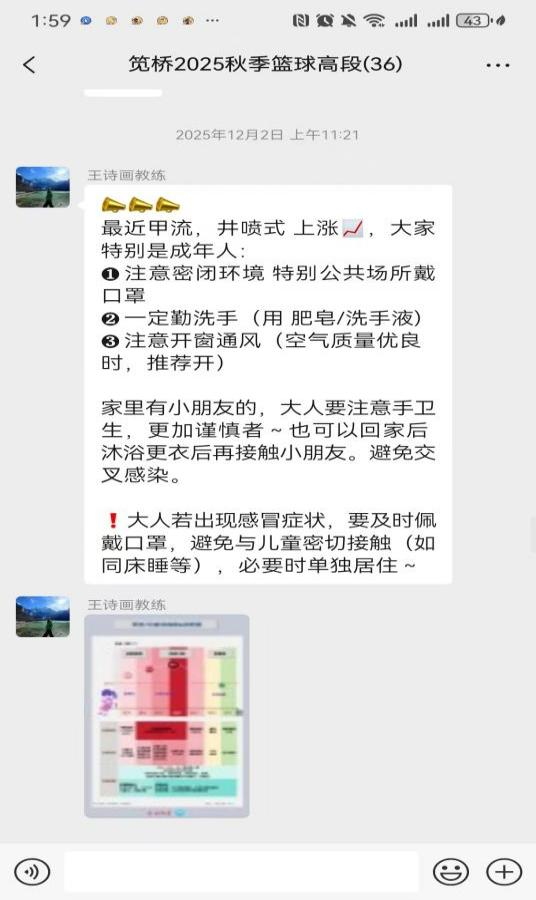 1:59
43
笕桥2025秋季篮球高段(36)
2025年12月2日 上午11:21
王诗画教练
📣📣📣
最近甲流，井喷式 上涨📈，大家
特别是成年人：
❶注意密闭环境 特别公共场所戴
口罩
❷一定勤洗手（用 肥皂/洗手液）
❸注意开窗通风（空气质量优良
时，推荐开）
家里有小朋友的，大人要注意手卫
生，更加谨慎者～也可以回家后
沐浴更衣后再接触小朋友。避免交
叉感染。
❗大人若出现感冒症状，要及时佩
戴口罩，避免与儿童密切接触（如
同床睡等），必要时单独居住～
王诗画教练